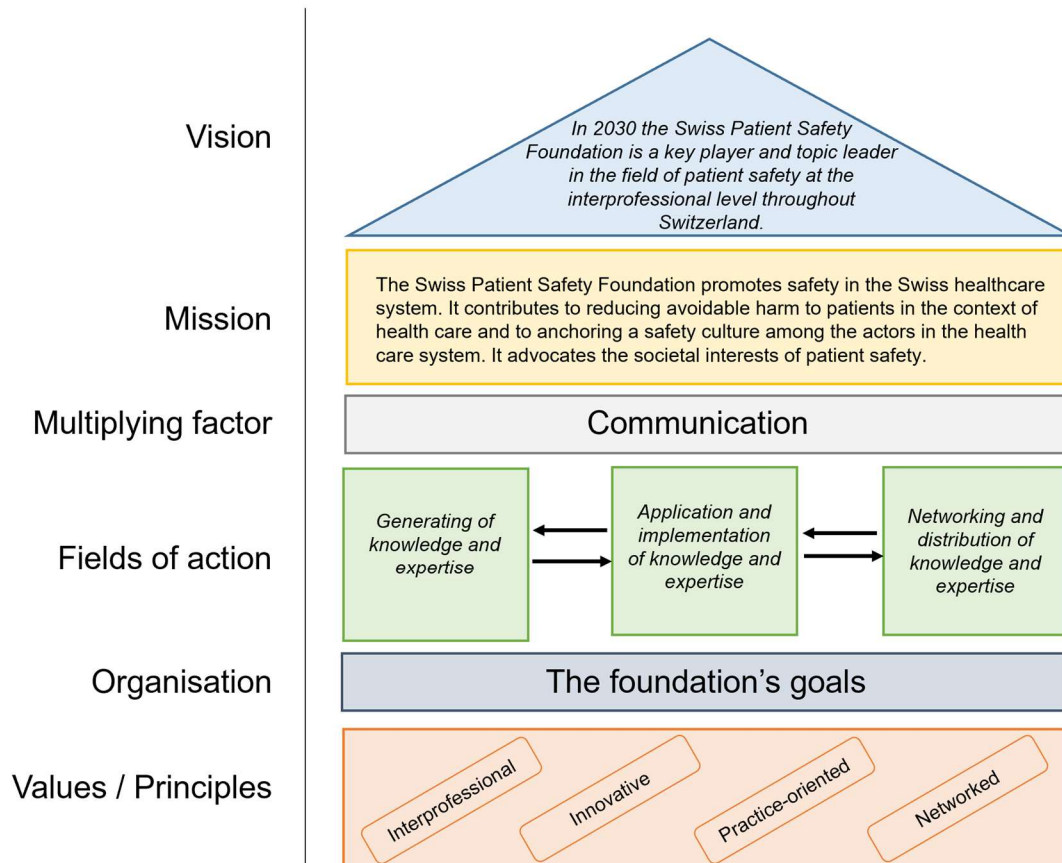 Vision
In 2030 the Swiss Patient Safety
Foundation is a key player and topic leader
in the field of patient safety at the
interprofessional level throughout
Switzerland.
Mission
The Swiss Patient Safety Foundation promotes safety in the Swiss healthcare
system. It contributes to reducing avoidable harm to patients in the context of
health care and to anchoring a safety culture among the actors in the health
care system. It advocates the societal interests of patient safety.
Multiplying factor
Communication
Fields of action
Generating of
knowledge and
expertise
Application and
implementation
of knowledge and
expertise
Networking and
distribution of
knowledge and
expertise
Organisation
The foundation's goals
Values / Principles
Interprofessional
Innovative
Practice-oriented
Networked